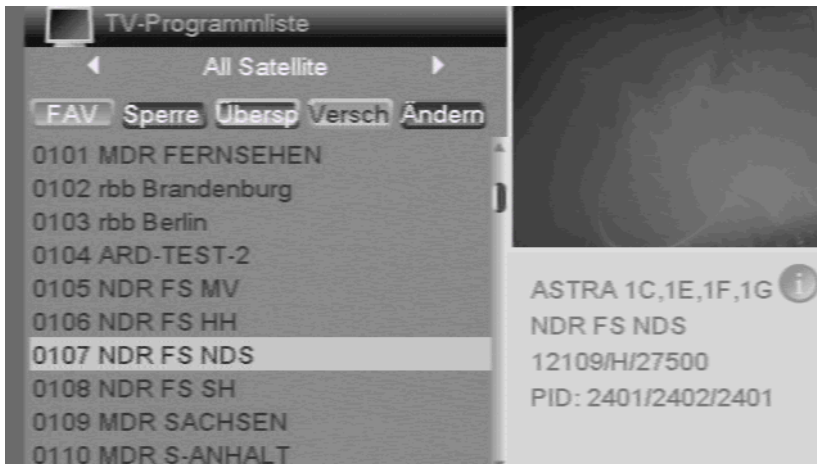 TV-Programmliste
All Satellite
FAV Sperre Übersp Versch Ändern
0101 MDR FERNSEHEN
0102 rbb Brandenburg
0103 rbb Berlin
0104 ARD-TEST-2
0105 NDR FS MV
0106 NDR FS HH
0107 NDR FS NDS
0108 NDR FS SH
0109 MDR SACHSEN
0110 MDR S-ANHALT
ASTRA 1C,1E,1F,1G i
NDR FS NDS
12109/H/27500
PID: 2401/2402/2401